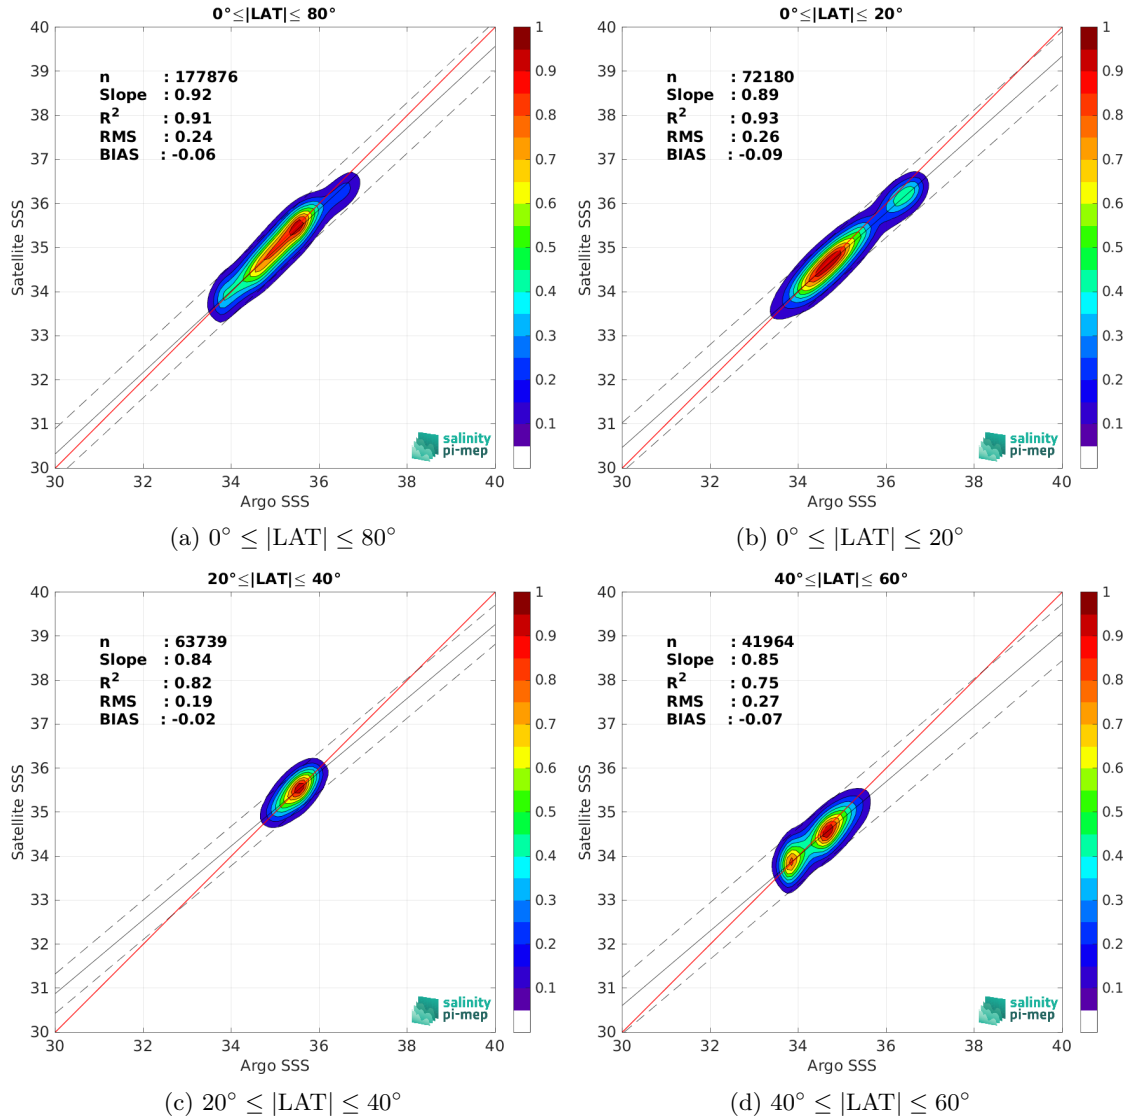 0°≤|LAT|≤ 80°
40
39
38
37
36
35
34
33
32
31
30
Satellite SSS
n : 177876
Slope : 0.92
R² : 0.91
RMS : 0.24
BIAS : -0.06
salinity
pi-mep
30 32 34 36 38 40
Argo SSS
1
0.9
0.8
0.7
0.6
0.5
0.4
0.3
0.2
0.1
(a) 0° ≤ |LAT| ≤ 80°
0°≤|LAT|≤ 20°
40
39
38
37
36
35
34
33
32
31
30
Satellite SSS
n : 72180
Slope : 0.89
R² : 0.93
RMS : 0.26
BIAS : -0.09
salinity
pi-mep
30 32 34 36 38 40
Argo SSS
1
0.9
0.8
0.7
0.6
0.5
0.4
0.3
0.2
0.1
(b) 0° ≤ |LAT| ≤ 20°
20°≤|LAT|≤ 40°
40
39
38
37
36
35
34
33
32
31
30
Satellite SSS
n : 63739
Slope : 0.84
R² : 0.82
RMS : 0.19
BIAS : -0.02
salinity
pi-mep
30 32 34 36 38 40
Argo SSS
1
0.9
0.8
0.7
0.6
0.5
0.4
0.3
0.2
0.1
(c) 20° ≤ |LAT| ≤ 40°
40°≤|LAT|≤ 60°
40
39
38
37
36
35
34
33
32
31
30
Satellite SSS
n : 41964
Slope : 0.85
R² : 0.75
RMS : 0.27
BIAS : -0.07
salinity
pi-mep
30 32 34 36 38 40
Argo SSS
1
0.9
0.8
0.7
0.6
0.5
0.4
0.3
0.2
0.1
(d) 40° ≤ |LAT| ≤ 60°